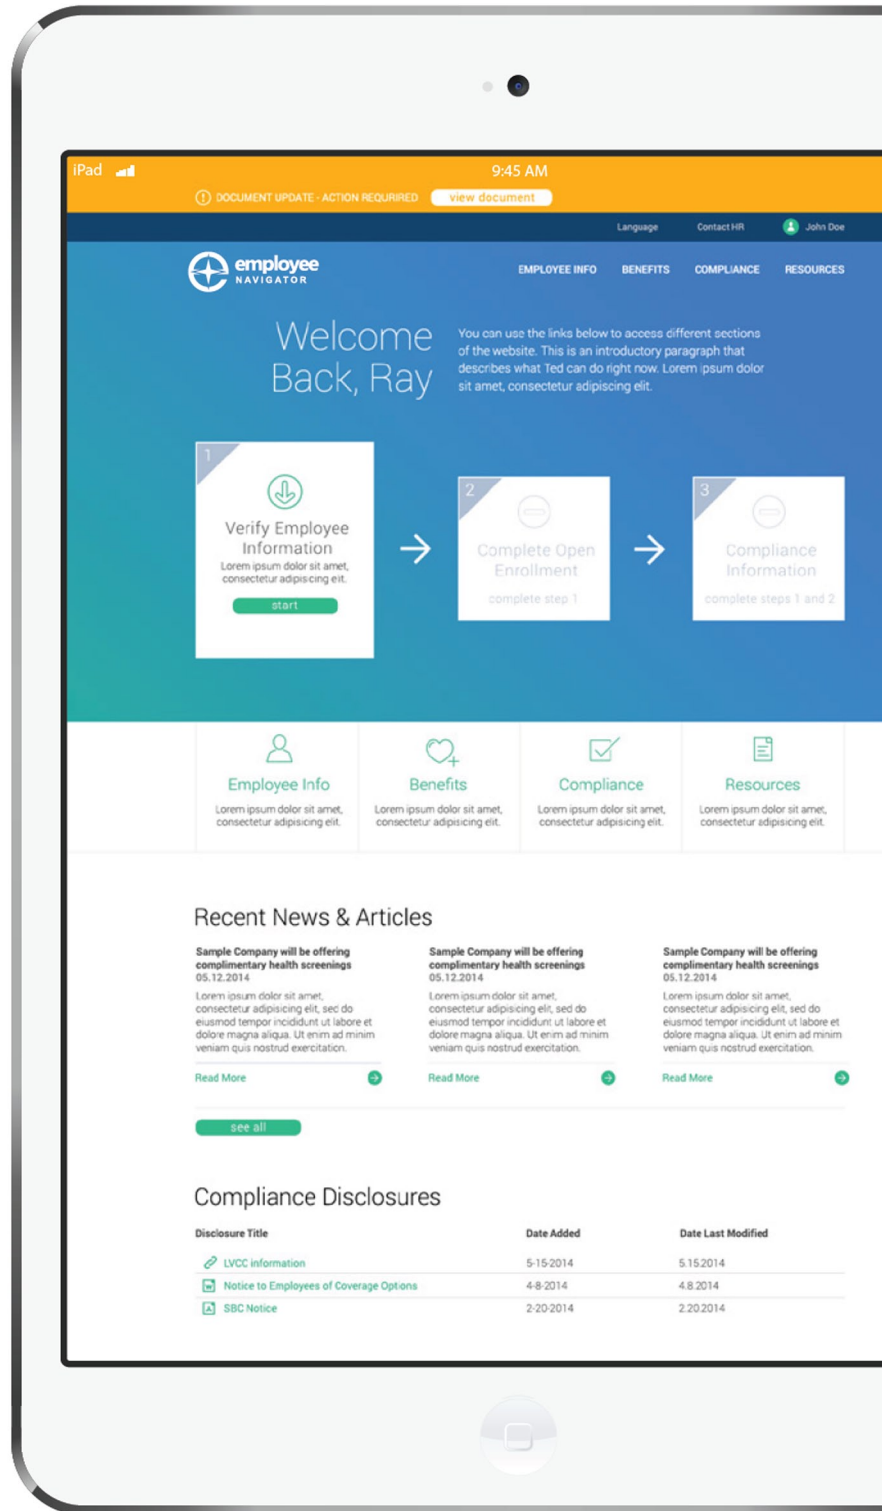 iPad
9:45 AM
DOCUMENT UPDATE - ACTION REQURIRED
view document
Language
Contact HR
John Doe
employee
NAVIGATOR
EMPLOYEE INFO
BENEFITS
COMPLIANCE
RESOURCES
Welcome
Back, Ray
You can use the links below to access different sections
of the website. This is an introductory paragraph that
describes what Ted can do right now. Lorem ipsum dolor
sit amet, consectetur adipiscing elit.
1
Verify Employee
Information
Lorem ipsum dolor sit amet,
consectetur adipiscing elit.
start
2
Complete Open
Enrollment
complete step 1
3
Compliance
Information
complete steps 1 and 2
Employee Info
Lorem ipsum dolor sit amet,
consectetur adipisicing elit.
Benefits
Lorem ipsum dolor sit amet,
consectetur adipisicing elit.
Compliance
Lorem ipsum dolor sit amet,
consectetur adipisicing elit.
Resources
Lorem ipsum dolor sit amet,
consectetur adipisicing elit.
Recent News & Articles
Sample Company will be offering
complimentary health screenings
05.12.2014
Lorem ipsum dolor sit amet,
consectetur adipisicing elit, sed do
eiusmod tempor incididunt ut labore et
dolore magna aliqua. Ut enim ad minim
veniam quis nostrud exercitation.
Read More
Sample Company will be offering
complimentary health screenings
05.12.2014
Lorem ipsum dolor sit amet,
consectetur adipisicing elit, sed do
eiusmod tempor incididunt ut labore et
dolore magna aliqua. Ut enim ad minim
veniam quis nostrud exercitation.
Read More
Sample Company will be offering
complimentary health screenings
05.12.2014
Lorem ipsum dolor sit amet,
consectetur adipisicing elit, sed do
eiusmod tempor incididunt ut labore et
dolore magna aliqua. Ut enim ad minim
veniam quis nostrud exercitation.
Read More
see all
Compliance Disclosures
Disclosure Title Date Added Date Last Modified
LVCC information 5-15-2014 5.15.2014
Notice to Employees of Coverage Options 4-8-2014 4.8.2014
SBC Notice 2-20-2014 2.20.2014